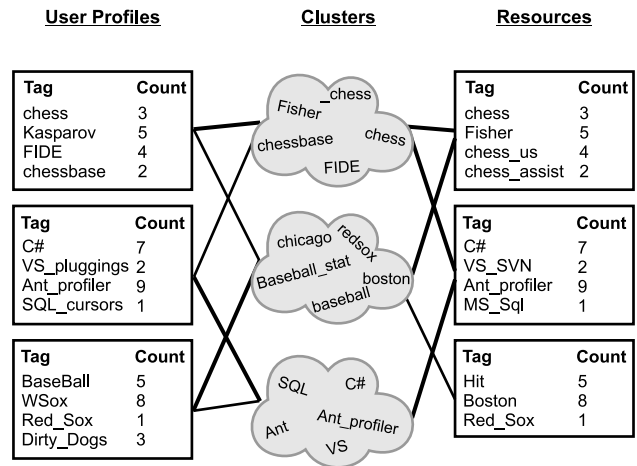 User Profiles Clusters Resources
Tag Count
chess 3
Kasparov 5
FIDE 4
chessbase 2
Tag Count
C# 7
VS_pluggings 2
Ant_profiler 9
SQL_cursors 1
Tag Count
BaseBall 5
WSox 8
Red_Sox 1
Dirty_Dogs 3
_chess
Fisher
chessbase
chess
FIDE
chicago
redsox
Baseball_stat
boston
baseball
SQL
C#
Ant
Ant_profiler
VS
Tag Count
chess 3
Fisher 5
chess_us 4
chess_assist 2
Tag Count
C# 7
VS_SVN 2
Ant_profiler 9
MS_Sql 1
Tag Count
Hit 5
Boston 8
Red_Sox 1